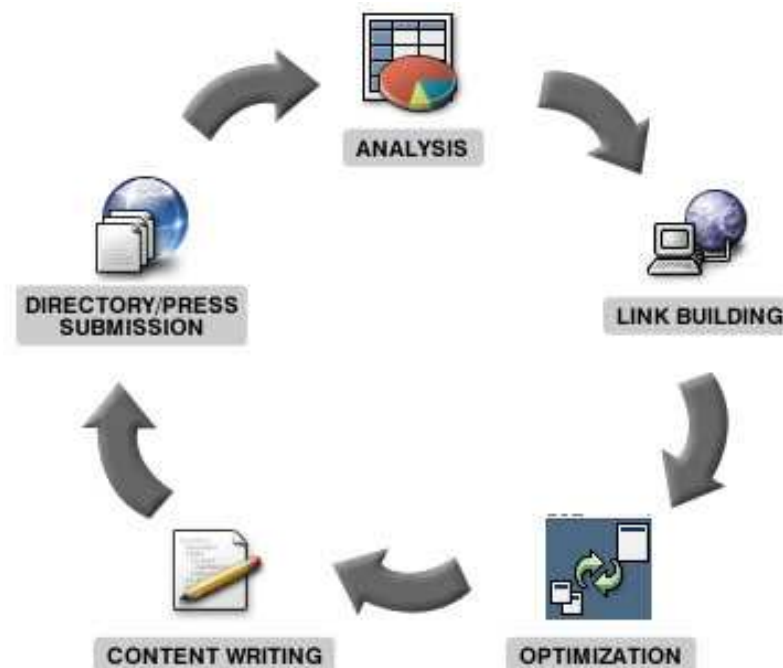 ANALYSIS
LINK BUILDING
OPTIMIZATION
CONTENT WRITING
DIRECTORY/PRESS
SUBMISSION